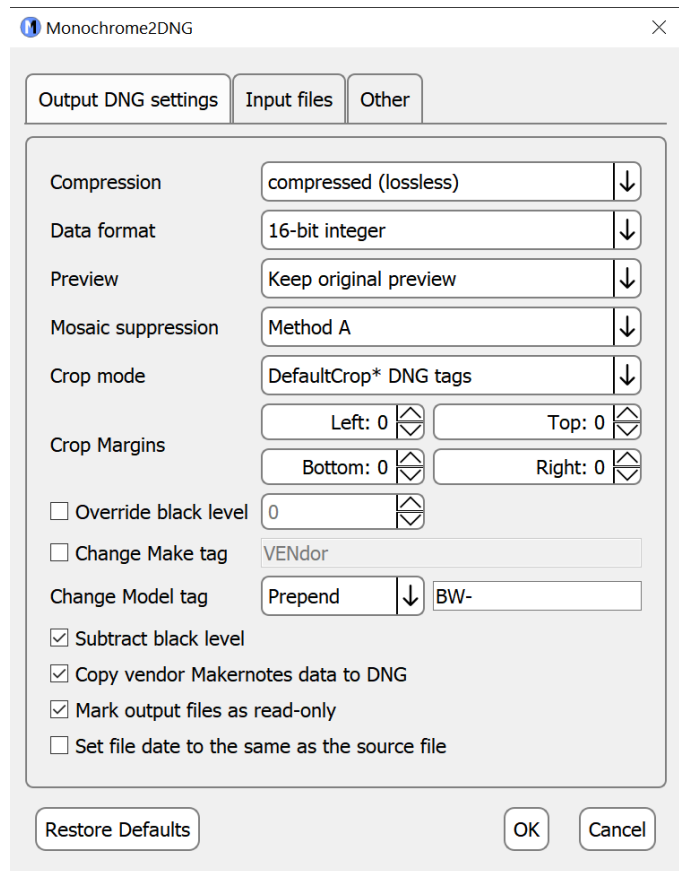 Monochrome2DNG
Output DNG settings Input files Other
Compression compressed (lossless)
Data format 16-bit integer
Preview Keep original preview
Mosaic suppression Method A
Crop mode DefaultCrop* DNG tags
Crop Margins
Left: 0 Top: 0
Bottom: 0 Right: 0
Override black level 0
Change Make tag VENdor
Change Model tag Prepend BW-
Subtract black level
Copy vendor Makernotes data to DNG
Mark output files as read-only
Set file date to the same as the source file
Restore Defaults OK Cancel